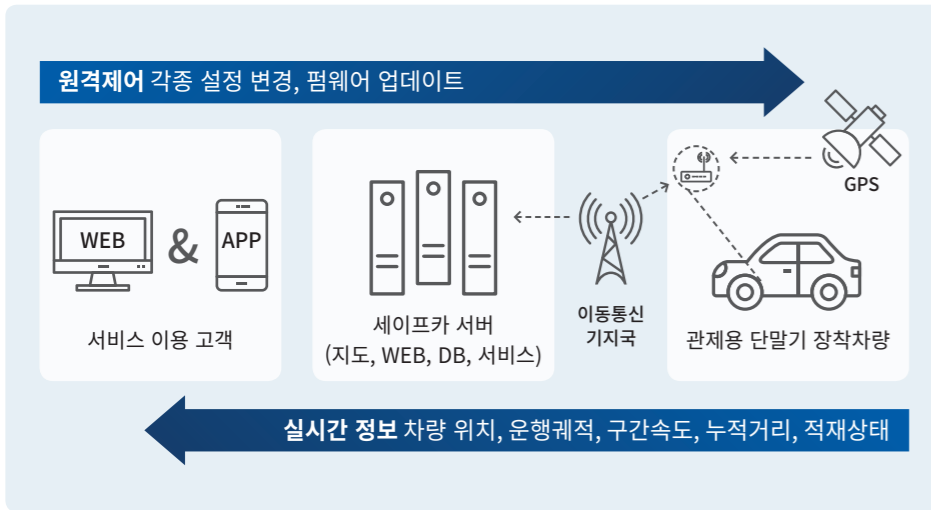 원격제어 각종 설정 변경, 펌웨어 업데이트
GPS
WEB
&
APP
서비스 이용 고객
세이프카 서버
(지도, WEB, DB, 서비스)
이동통신
기지국
관제용 단말기 장착차량
실시간 정보 차량 위치, 운행궤적, 구간속도, 누적거리, 적재상태